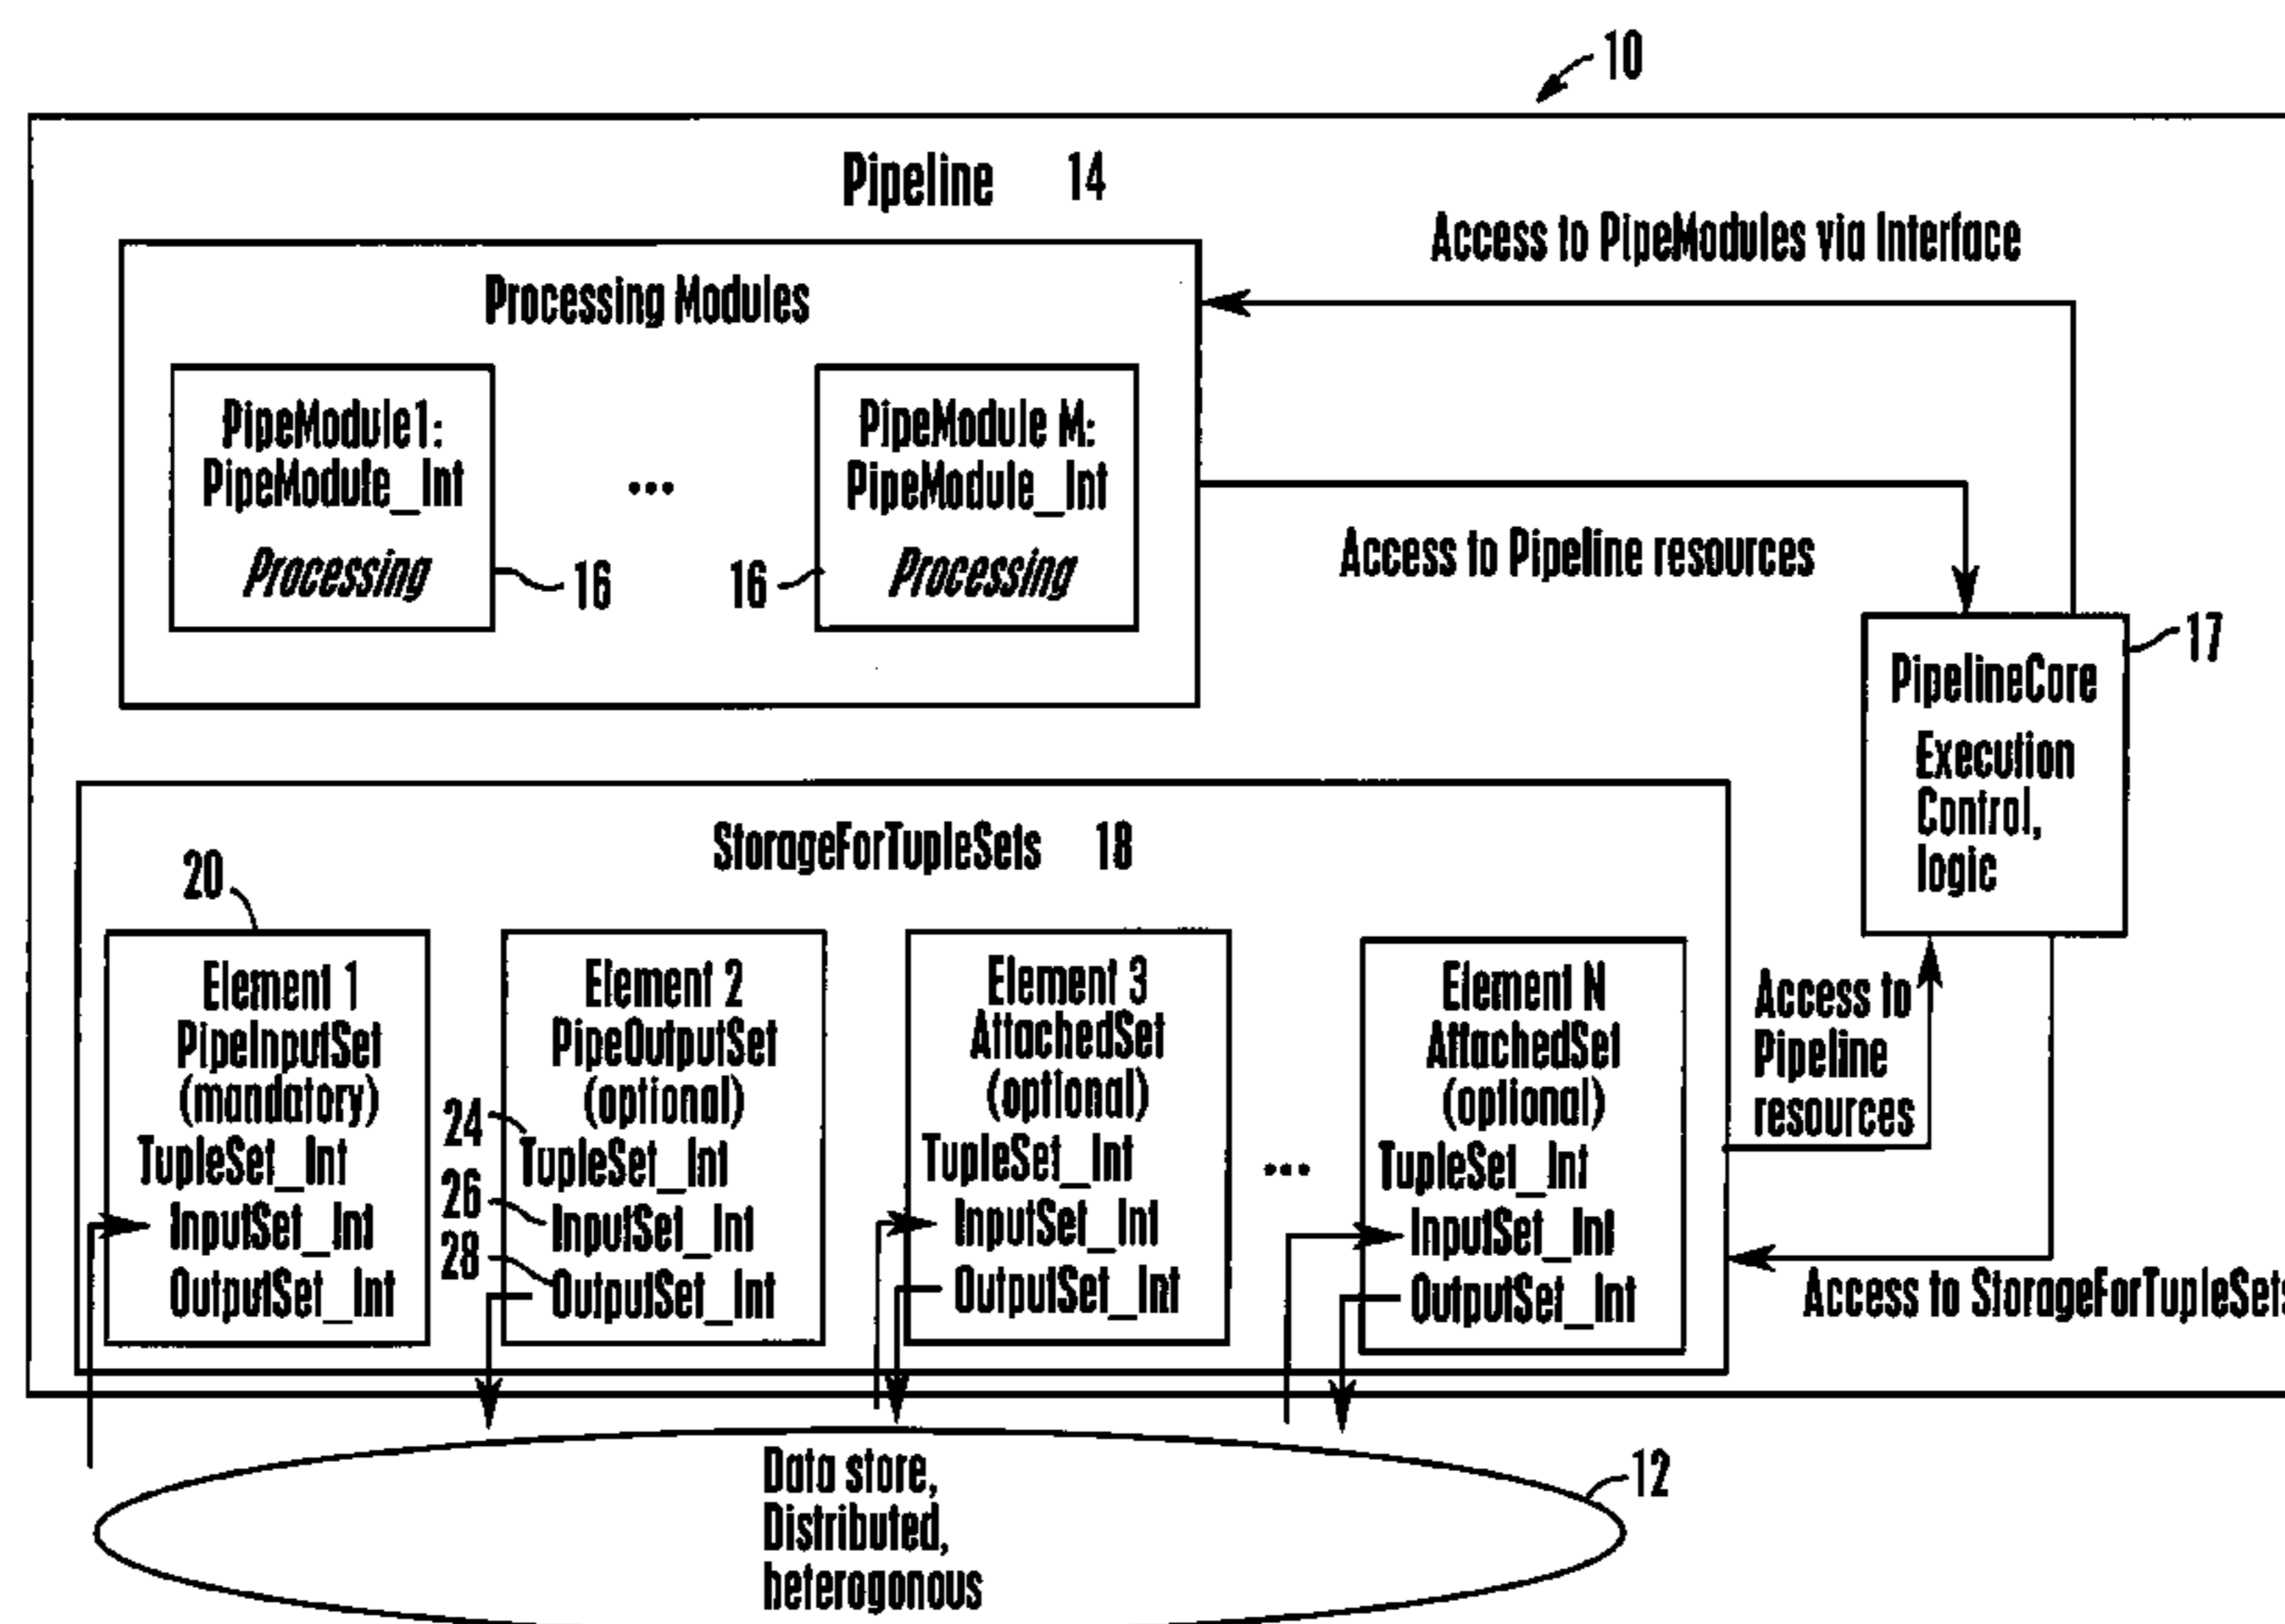 10
Pipeline 14
Access to PipeModules via Interface
Processing Modules
PipeModule1:
PipeModule_Int
Processing
16
...
PipeModule M:
PipeModule_Int
Processing
16
Access to Pipeline resources
17
PipelineCore
Execution
Control,
logic
StorageForTupleSets 18
20
Element 1
PipeInputSet
(mandatory)
TupleSet_Int
InputSet_Int
OutputSet_Int
Element 2
PipeOutputSet
(optional)
24
TupleSet_Int
26
InputSet_Int
28
OutputSet_Int
Element 3
AttachedSet
(optional)
TupleSet_Int
InputSet_Int
OutputSet_Int
...
Element N
AttachedSet
(optional)
TupleSet_Int
InputSet_Int
OutputSet_Int
Access to
Pipeline
resources
Access to StorageForTupleSets
Data store,
Distributed,
heterogonous
12